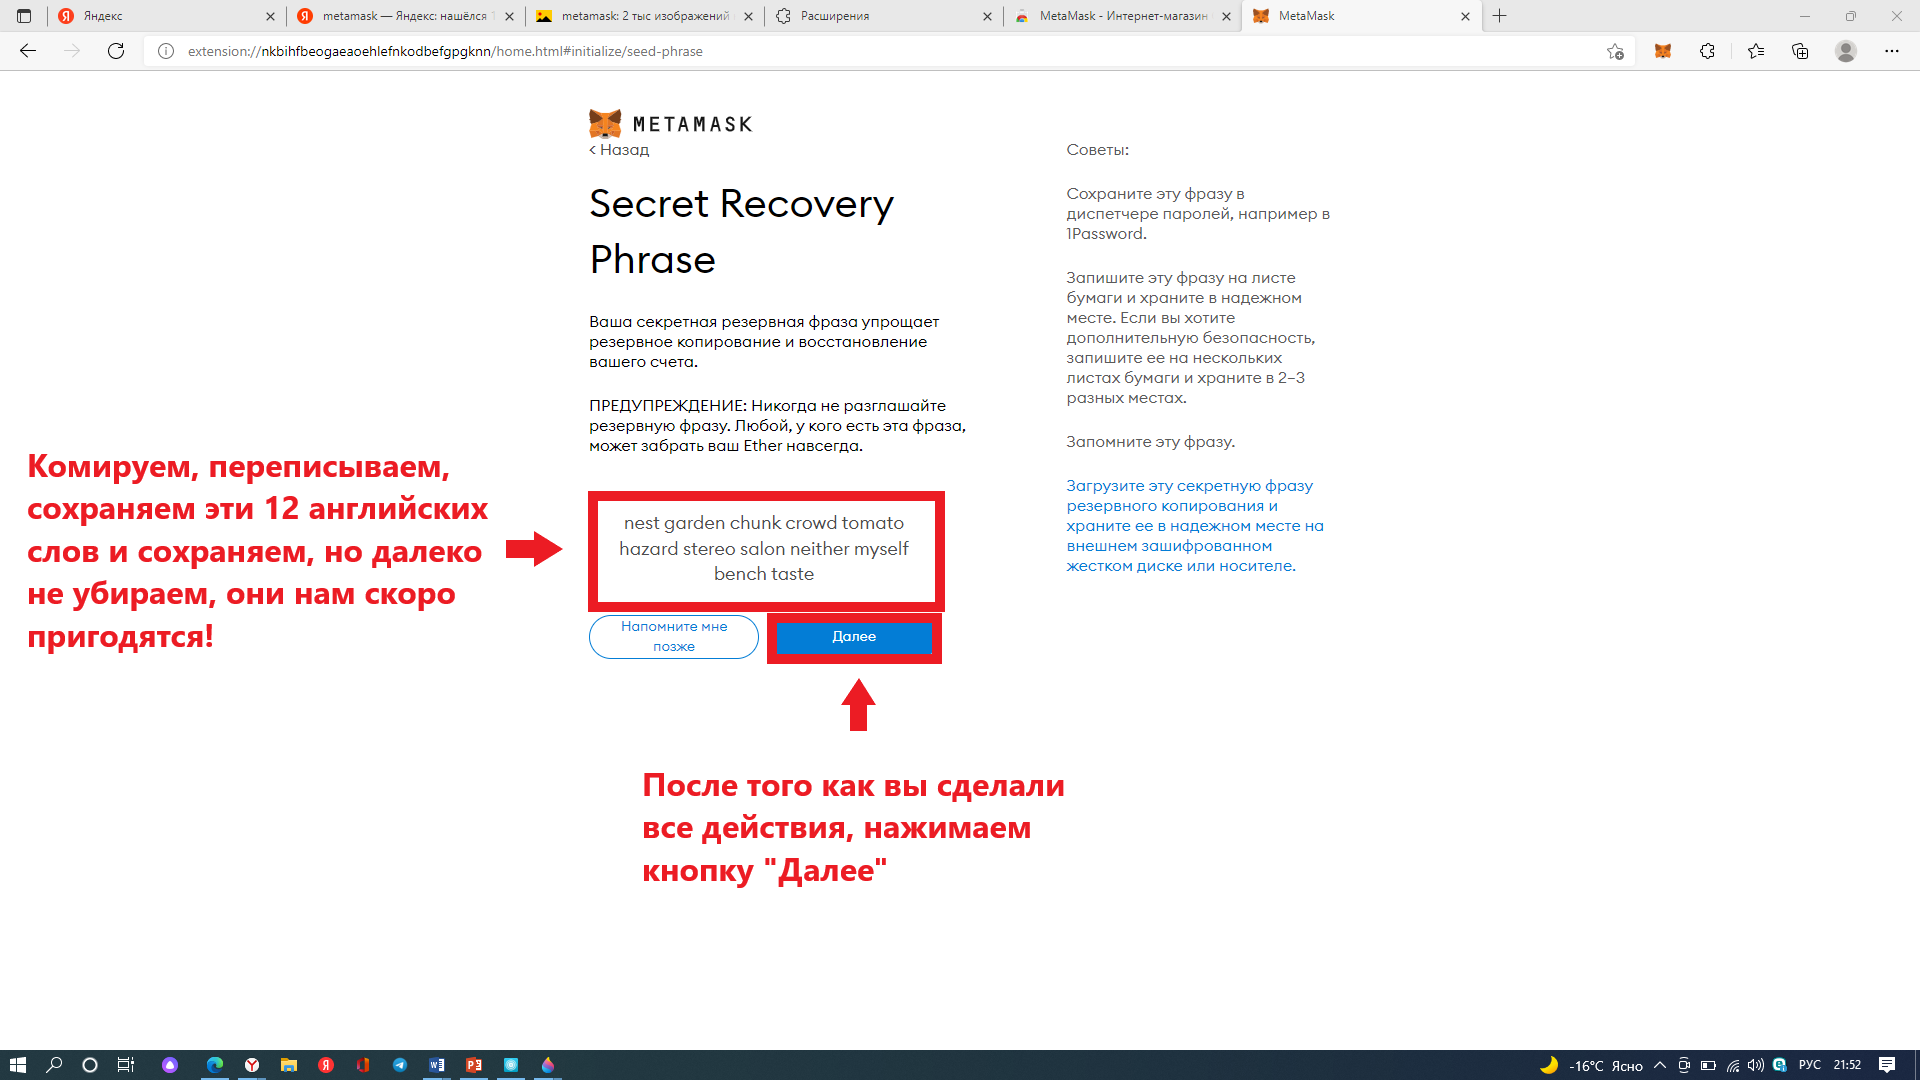 Яндекс
metamask — Яндекс: нашёлся 1
metamask: 2 тыс изображений
Расширения
MetaMask - Интернет-магазин
MetaMask
extension://nkbihfbeogaeaoehlefnkodbefgpgknn/home.html#initialize/seed-phrase
METAMASK
< Назад
Secret Recovery
Phrase
Ваша секретная резервная фраза упрощает
резервное копирование и восстановление
вашего счета.
ПРЕДУПРЕЖДЕНИЕ: Никогда не разглашайте
резервную фразу. Любой, у кого есть эта фраза,
может забрать ваш Ether навсегда.
Комируем, переписываем,
сохраняем эти 12 английских
слов и сохраняем, но далеко
не убираем, они нам скоро
пригодятся!
nest garden chunk crowd tomato
hazard stereo salon neither myself
bench taste
Напомните мне
позже
Далее
После того как вы сделали
все действия, нажимаем
кнопку "Далее"
Советы:
Сохраните эту фразу в
диспетчере паролей, например в
1Password.
Запишите эту фразу на листе
бумаги и храните в надежном
месте. Если вы хотите
дополнительную безопасность,
запишите ее на нескольких
листах бумаги и храните в 2–3
разных местах.
Запомните эту фразу.
Загрузите эту секретную фразу
резервного копирования и
храните ее в надежном месте на
внешнем зашифрованном
жестком диске или носителе.
-16°C Ясно
РУС
21:52